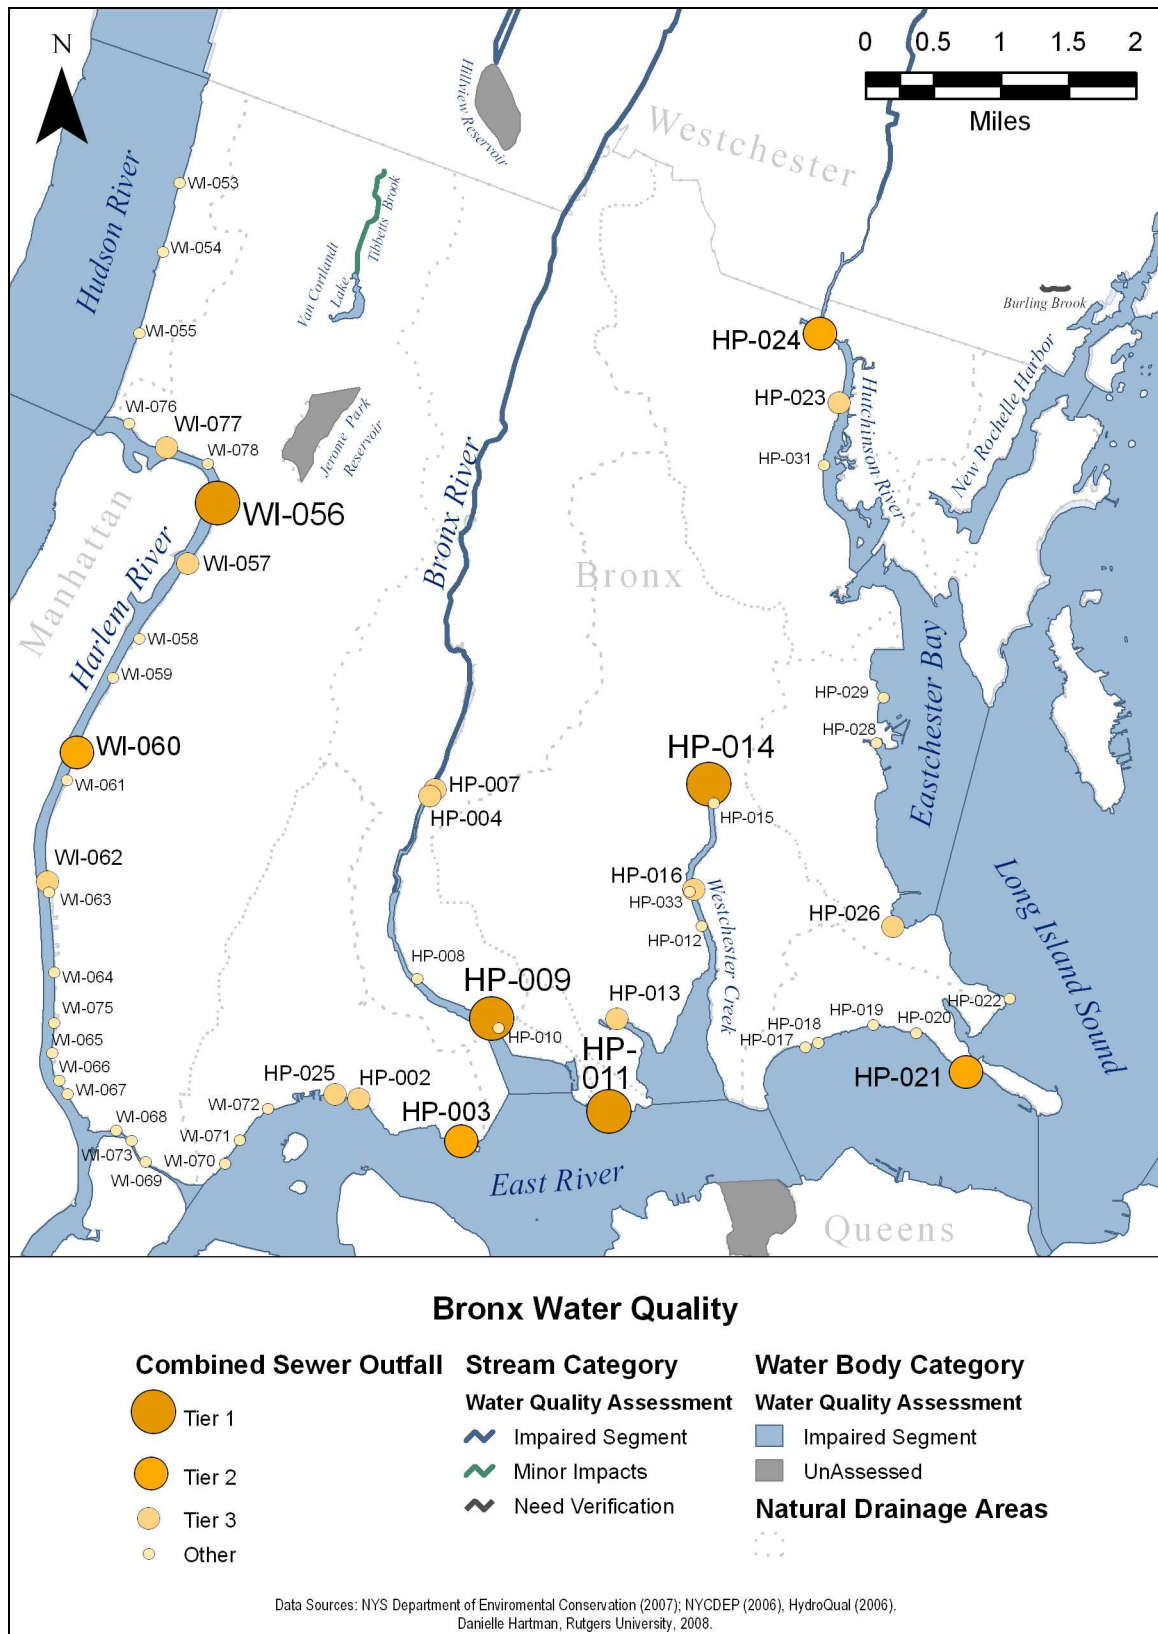 N
0 0.5 1 1.5 2
Miles
Hillview Reservoir
Westchester
WI-053
Hudson River
Tibbetts Brook
WI-054
Van Cortlandt
Lake
Burling Brook
WI-055
HP-024
New Rochelle Harbor
Hutchinson River
HP-023
WI-076
WI-077
WI-078
Jerome Park
Reservoir
HP-031
WI-056
Manhattan
Bronx River
WI-057
Bronx
Harlem River
WI-058
WI-059
Eastchester Bay
HP-029
HP-028
WI-060
HP-014
WI-061
HP-007
HP-004
HP-015
WI-062
HP-016
WI-063
HP-033
Westchester Creek
HP-026
Long Island Sound
HP-012
WI-064
HP-008
HP-009
HP-013
HP-022
WI-075
HP-010
HP-019
HP-018
HP-020
HP-017
WI-065
HP-
011
WI-066
HP-021
WI-067
HP-025
HP-002
WI-072
HP-003
WI-068
WI-071
WI-073
WI-070
WI-069
East River
Queens
Bronx Water Quality
Combined Sewer Outfall
Tier 1
Tier 2
Tier 3
Other
Stream Category
Water Quality Assessment
Impaired Segment
Minor Impacts
Need Verification
Water Body Category
Water Quality Assessment
Impaired Segment
UnAssessed
Natural Drainage Areas
Data Sources: NYS Department of Enviromental Conservation (2007); NYCDEP (2006), HydroQual (2006).
Danielle Hartman, Rutgers University, 2008.